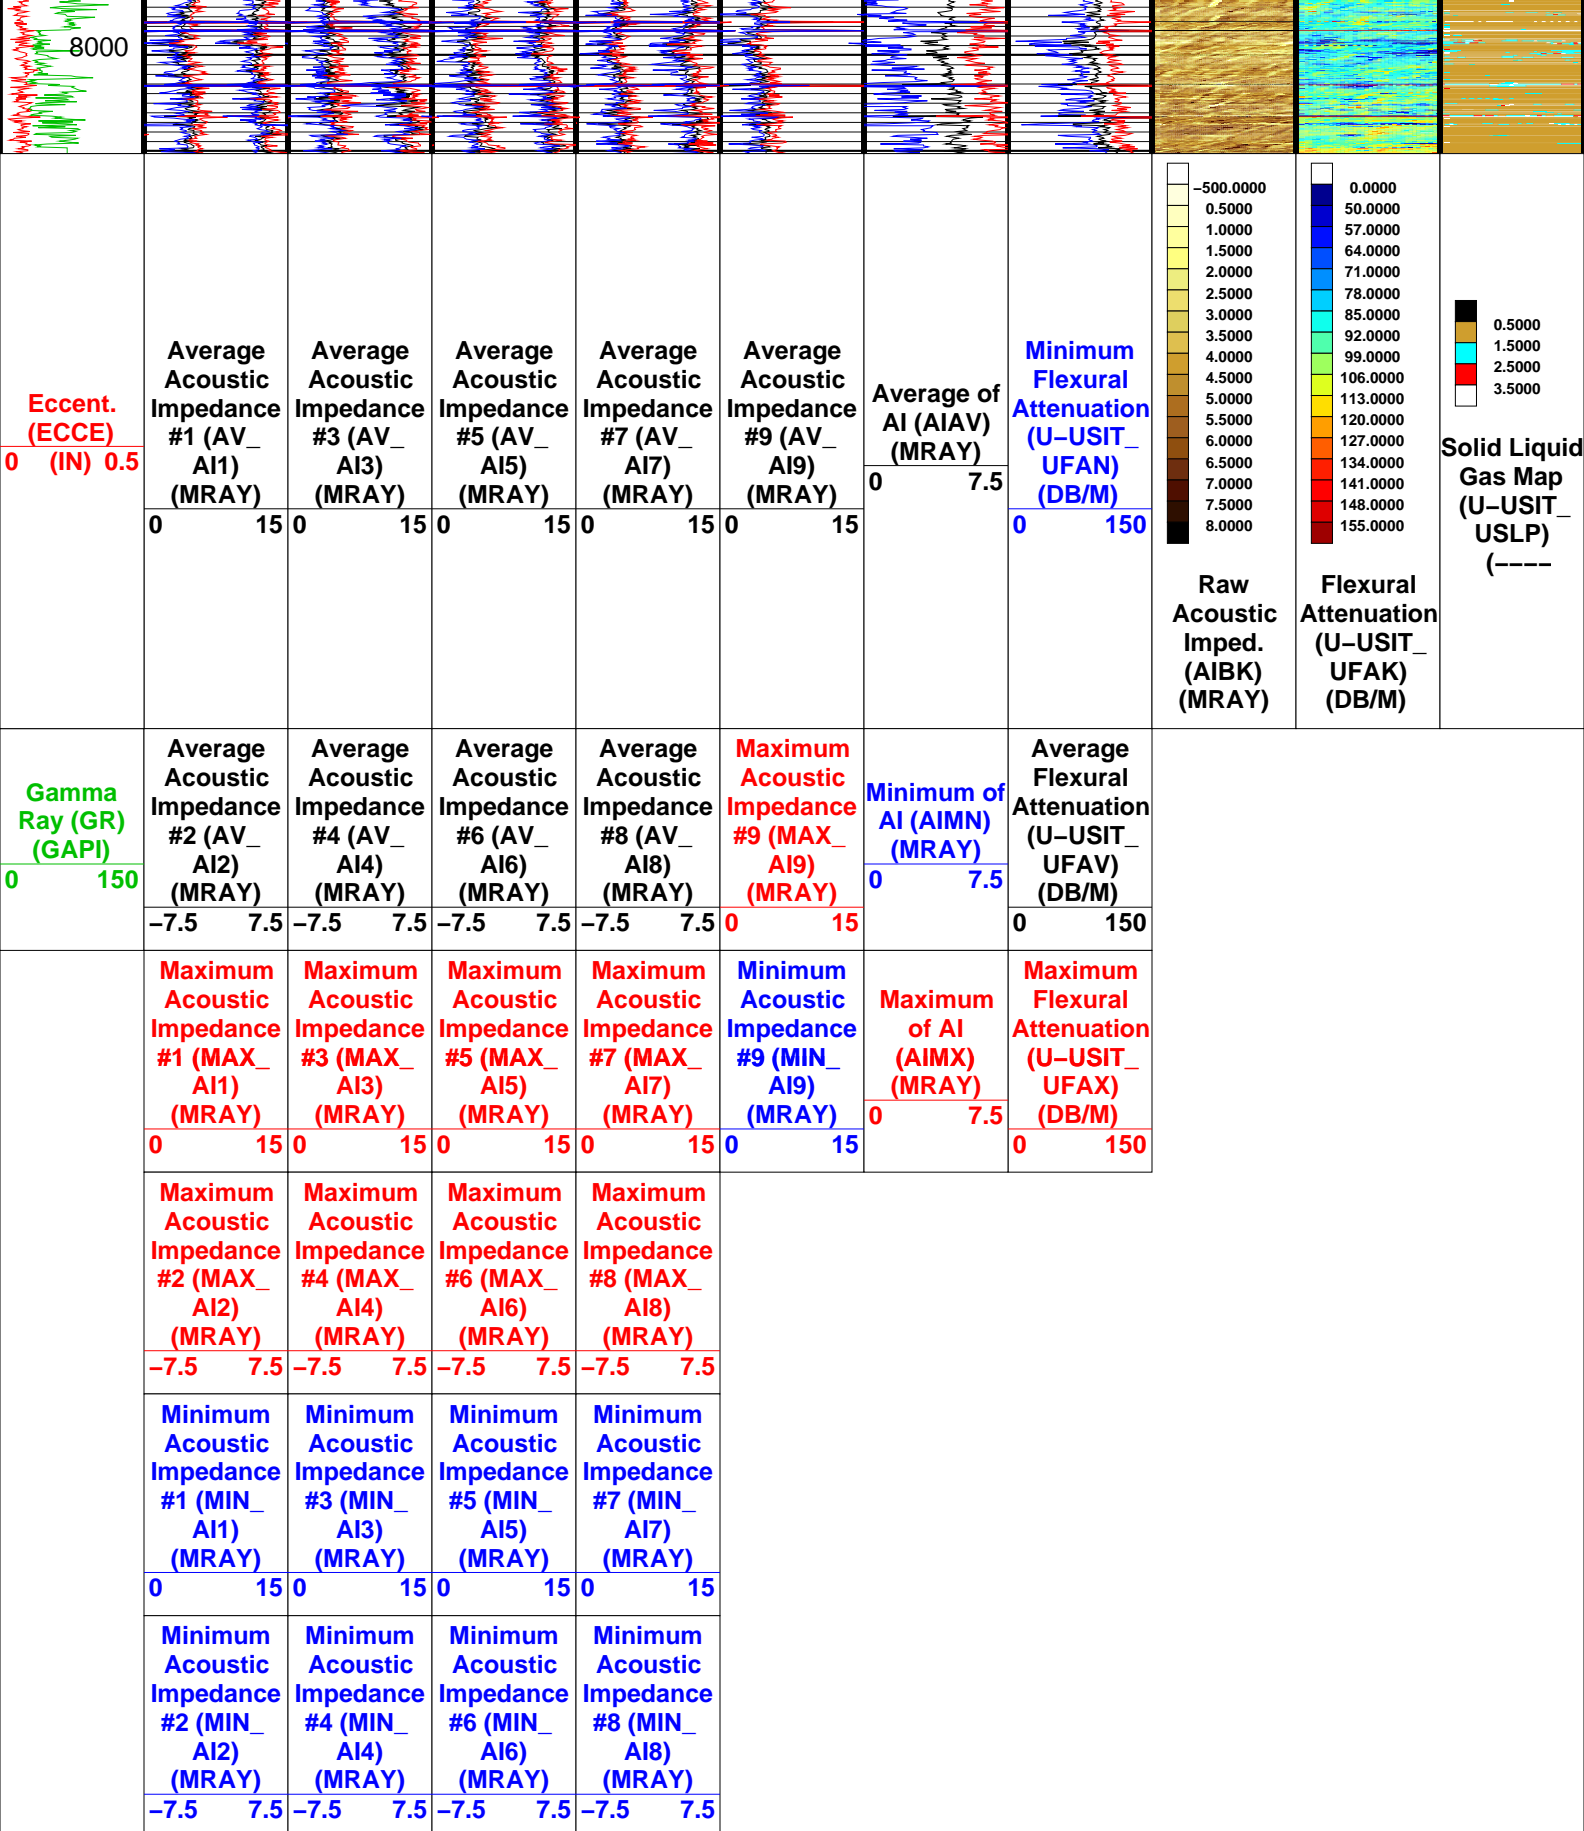 8000
Eccent.
(ECCE)
0 (IN) 0.5
Average
Acoustic
Impedance
#1 (AV_
AI1)
(MRAY)
0 15
Average
Acoustic
Impedance
#3 (AV_
AI3)
(MRAY)
0 15
Average
Acoustic
Impedance
#5 (AV_
AI5)
(MRAY)
0 15
Average
Acoustic
Impedance
#7 (AV_
AI7)
(MRAY)
0 15
Average
Acoustic
Impedance
#9 (AV_
AI9)
(MRAY)
0 15
Average of
AI (AIAV)
(MRAY)
0 7.5
Minimum
Flexural
Attenuation
(U–USIT_
UFAN)
(DB/M)
0 150
–500.0000
0.5000
1.0000
1.5000
2.0000
2.5000
3.0000
3.5000
4.0000
4.5000
5.0000
5.5000
6.0000
6.5000
7.0000
7.5000
8.0000
Raw
Acoustic
Imped.
(AIBK)
(MRAY)
0.0000
50.0000
57.0000
64.0000
71.0000
78.0000
85.0000
92.0000
99.0000
106.0000
113.0000
120.0000
127.0000
134.0000
141.0000
148.0000
155.0000
Flexural
Attenuation
(U–USIT_
UFAK)
(DB/M)
0.5000
1.5000
2.5000
3.5000
Solid Liquid
Gas Map
(U–USIT_
USLP)
(––––
Gamma
Ray (GR)
(GAPI)
0 150
Average
Acoustic
Impedance
#2 (AV_
AI2)
(MRAY)
–7.5 7.5
Average
Acoustic
Impedance
#4 (AV_
AI4)
(MRAY)
–7.5 7.5
Average
Acoustic
Impedance
#6 (AV_
AI6)
(MRAY)
–7.5 7.5
Average
Acoustic
Impedance
#8 (AV_
AI8)
(MRAY)
–7.5 7.5
Maximum
Acoustic
Impedance
#9 (MAX_
AI9)
(MRAY)
0 15
Minimum of
AI (AIMN)
(MRAY)
0 7.5
Average
Flexural
Attenuation
(U–USIT_
UFAV)
(DB/M)
0 150
Maximum
Acoustic
Impedance
#1 (MAX_
AI1)
(MRAY)
0 15
Maximum
Acoustic
Impedance
#3 (MAX_
AI3)
(MRAY)
0 15
Maximum
Acoustic
Impedance
#5 (MAX_
AI5)
(MRAY)
0 15
Maximum
Acoustic
Impedance
#7 (MAX_
AI7)
(MRAY)
0 15
Minimum
Acoustic
Impedance
#9 (MIN_
AI9)
(MRAY)
0 15
Maximum
of AI
(AIMX)
(MRAY)
0 7.5
Maximum
Flexural
Attenuation
(U–USIT_
UFAX)
(DB/M)
0 150
Maximum
Acoustic
Impedance
#2 (MAX_
AI2)
(MRAY)
–7.5 7.5
Maximum
Acoustic
Impedance
#4 (MAX_
AI4)
(MRAY)
–7.5 7.5
Maximum
Acoustic
Impedance
#6 (MAX_
AI6)
(MRAY)
–7.5 7.5
Maximum
Acoustic
Impedance
#8 (MAX_
AI8)
(MRAY)
–7.5 7.5
Minimum
Acoustic
Impedance
#1 (MIN_
AI1)
(MRAY)
0 15
Minimum
Acoustic
Impedance
#3 (MIN_
AI3)
(MRAY)
0 15
Minimum
Acoustic
Impedance
#5 (MIN_
AI5)
(MRAY)
0 15
Minimum
Acoustic
Impedance
#7 (MIN_
AI7)
(MRAY)
0 15
Minimum
Acoustic
Impedance
#2 (MIN_
AI2)
(MRAY)
–7.5 7.5
Minimum
Acoustic
Impedance
#4 (MIN_
AI4)
(MRAY)
–7.5 7.5
Minimum
Acoustic
Impedance
#6 (MIN_
AI6)
(MRAY)
–7.5 7.5
Minimum
Acoustic
Impedance
#8 (MIN_
AI8)
(MRAY)
–7.5 7.5